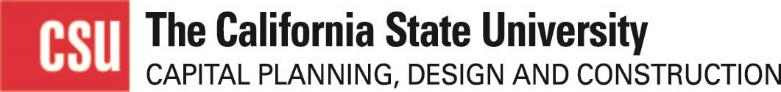 CSU
The California State University
CAPITAL PLANNING, DESIGN AND CONSTRUCTION